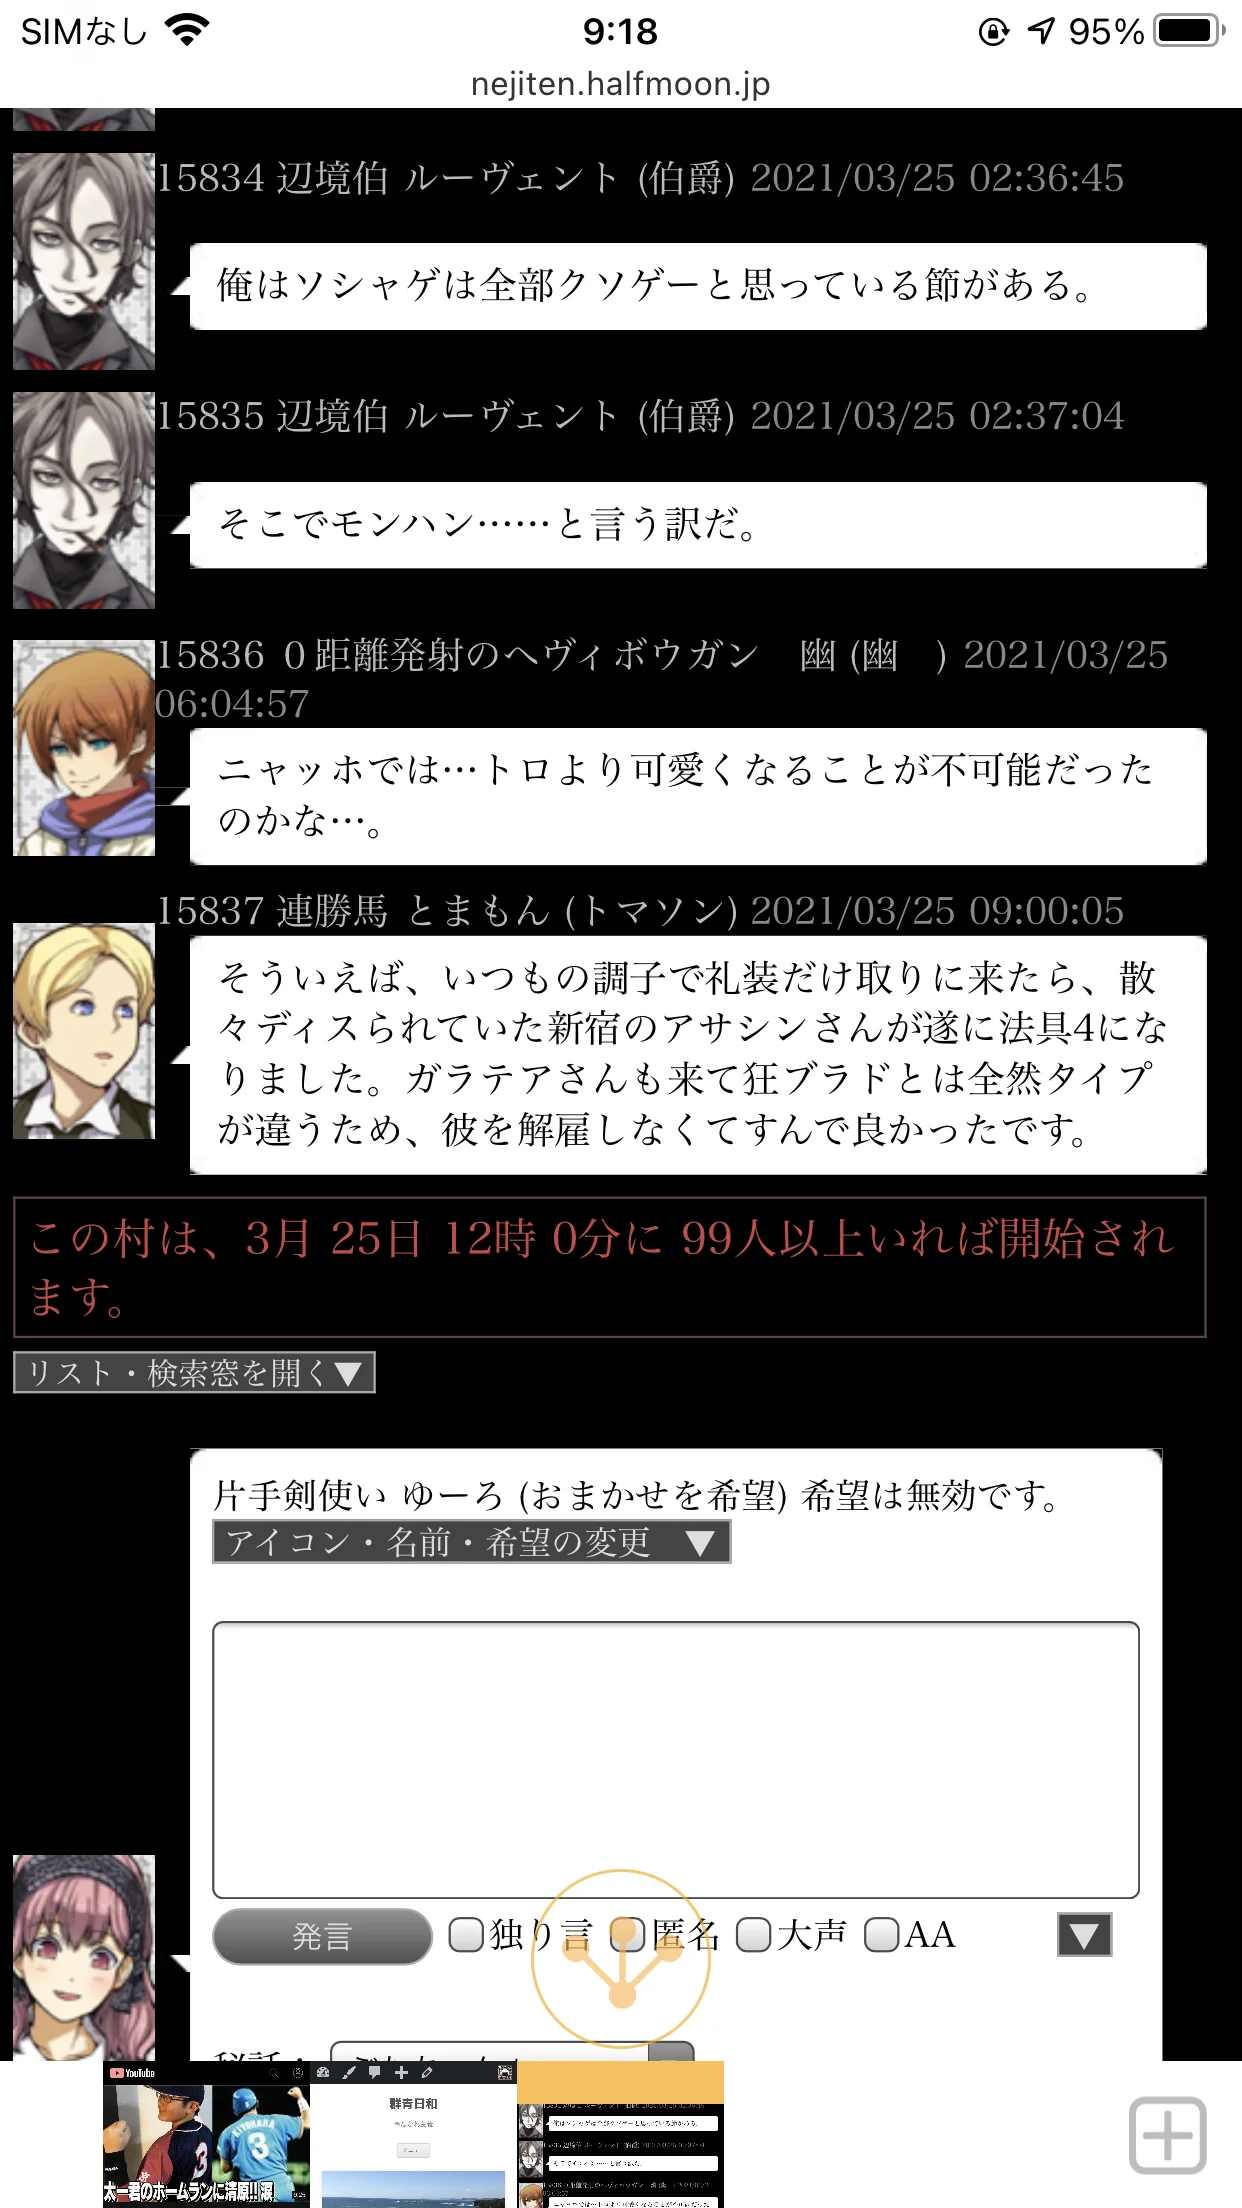 SIMなし 9:18 95%
nejiten.halfmoon.jp
15834 辺境伯 ルーヴェント (伯爵) 2021/03/25 02:36:45
俺はソシャゲは全部クソゲーと思っている節がある。
15835 辺境伯 ルーヴェント (伯爵) 2021/03/25 02:37:04
そこでモンハン……と言う訳だ。
15836 ０距離発射のヘヴィボウガン　幽 (幽　) 2021/03/25
06:04:57
ニャッホでは…トロより可愛くなることが不可能だった
のかな…。
15837 連勝馬 とまもん (トマソン) 2021/03/25 09:00:05
そういえば、いつもの調子で礼装だけ取りに来たら、散
々ディスられていた新宿のアサシンさんが遂に法具4にな
りました。ガラテアさんも来て狂ブラドとは全然タイプ
が違うため、彼を解雇しなくてすんで良かったです。
この村は、3月 25日 12時 0分に 99人以上いれば開始され
ます。
リスト・検索窓を開く▼
片手剣使い ゆーろ (おまかせを希望) 希望は無効です。
アイコン・名前・希望の変更 ▼
発言 独り言 匿名 大声 AA ▼
YouTube
群青日和
KIYOHARA
3
太一君のホームランに清原!!涙
9:25